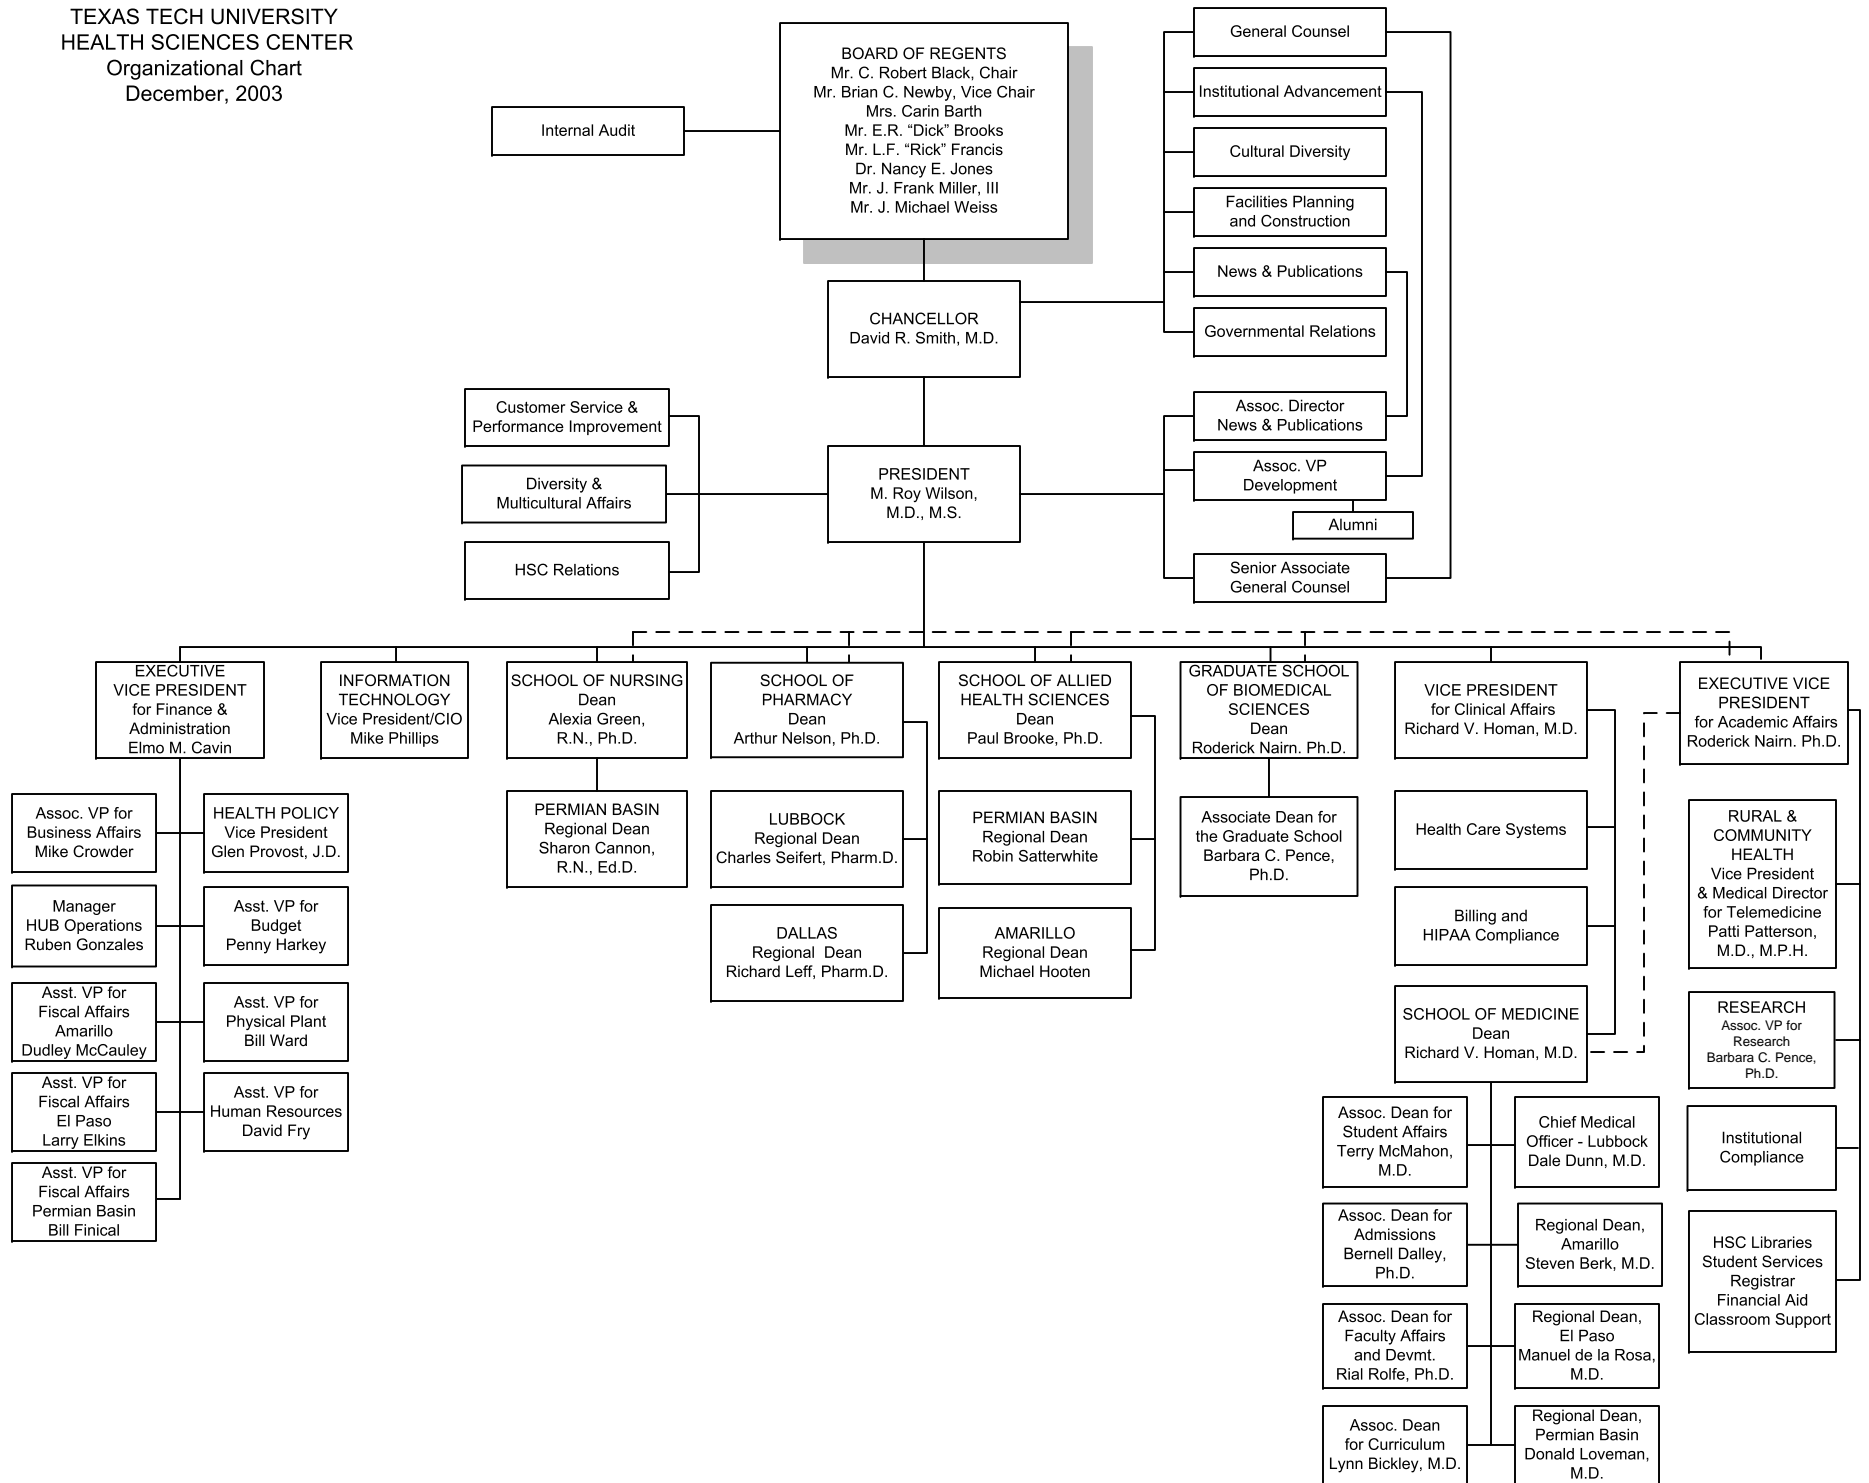 TEXAS TECH UNIVERSITY
HEALTH SCIENCES CENTER
Organizational Chart
December, 2003
BOARD OF REGENTS
Mr. C. Robert Black, Chair
Mr. Brian C. Newby, Vice Chair
Mrs. Carin Barth
Mr. E.R. “Dick” Brooks
Mr. L.F. “Rick” Francis
Dr. Nancy E. Jones
Mr. J. Frank Miller, III
Mr. J. Michael Weiss
Internal Audit
General Counsel
Institutional Advancement
Cultural Diversity
Facilities Planning
and Construction
News & Publications
Governmental Relations
CHANCELLOR
David R. Smith, M.D.
Customer Service &
Performance Improvement
Diversity &
Multicultural Affairs
HSC Relations
PRESIDENT
M. Roy Wilson,
M.D., M.S.
Assoc. Director
News & Publications
Assoc. VP
Development
Alumni
Senior Associate
General Counsel
EXECUTIVE
VICE PRESIDENT
for Finance &
Administration
Elmo M. Cavin
INFORMATION
TECHNOLOGY
Vice President/CIO
Mike Phillips
SCHOOL OF NURSING
Dean
Alexia Green,
R.N., Ph.D.
SCHOOL OF
PHARMACY
Dean
Arthur Nelson, Ph.D.
SCHOOL OF ALLIED
HEALTH SCIENCES
Dean
Paul Brooke, Ph.D.
GRADUATE SCHOOL
OF BIOMEDICAL
SCIENCES
Dean
Roderick Nairn. Ph.D.
VICE PRESIDENT
for Clinical Affairs
Richard V. Homan, M.D.
EXECUTIVE VICE
PRESIDENT
for Academic Affairs
Roderick Nairn. Ph.D.
Assoc. VP for
Business Affairs
Mike Crowder
HEALTH POLICY
Vice President
Glen Provost, J.D.
Manager
HUB Operations
Ruben Gonzales
Asst. VP for
Budget
Penny Harkey
Asst. VP for
Fiscal Affairs
Amarillo
Dudley McCauley
Asst. VP for
Physical Plant
Bill Ward
Asst. VP for
Fiscal Affairs
El Paso
Larry Elkins
Asst. VP for
Human Resources
David Fry
Asst. VP for
Fiscal Affairs
Permian Basin
Bill Finical
PERMIAN BASIN
Regional Dean
Sharon Cannon,
R.N., Ed.D.
LUBBOCK
Regional Dean
Charles Seifert, Pharm.D.
DALLAS
Regional Dean
Richard Leff, Pharm.D.
PERMIAN BASIN
Regional Dean
Robin Satterwhite
AMARILLO
Regional Dean
Michael Hooten
Associate Dean for
the Graduate School
Barbara C. Pence,
Ph.D.
Health Care Systems
Billing and
HIPAA Compliance
SCHOOL OF MEDICINE
Dean
Richard V. Homan, M.D.
Assoc. Dean for
Student Affairs
Terry McMahon,
M.D.
Chief Medical
Officer - Lubbock
Dale Dunn, M.D.
Assoc. Dean for
Admissions
Bernell Dalley,
Ph.D.
Regional Dean,
Amarillo
Steven Berk, M.D.
Assoc. Dean for
Faculty Affairs
and Devmt.
Rial Rolfe, Ph.D.
Regional Dean,
El Paso
Manuel de la Rosa,
M.D.
Assoc. Dean
for Curriculum
Lynn Bickley, M.D.
Regional Dean,
Permian Basin
Donald Loveman,
M.D.
RURAL &
COMMUNITY
HEALTH
Vice President
& Medical Director
for Telemedicine
Patti Patterson,
M.D., M.P.H.
RESEARCH
Assoc. VP for
Research
Barbara C. Pence,
Ph.D.
Institutional
Compliance
HSC Libraries
Student Services
Registrar
Financial Aid
Classroom Support